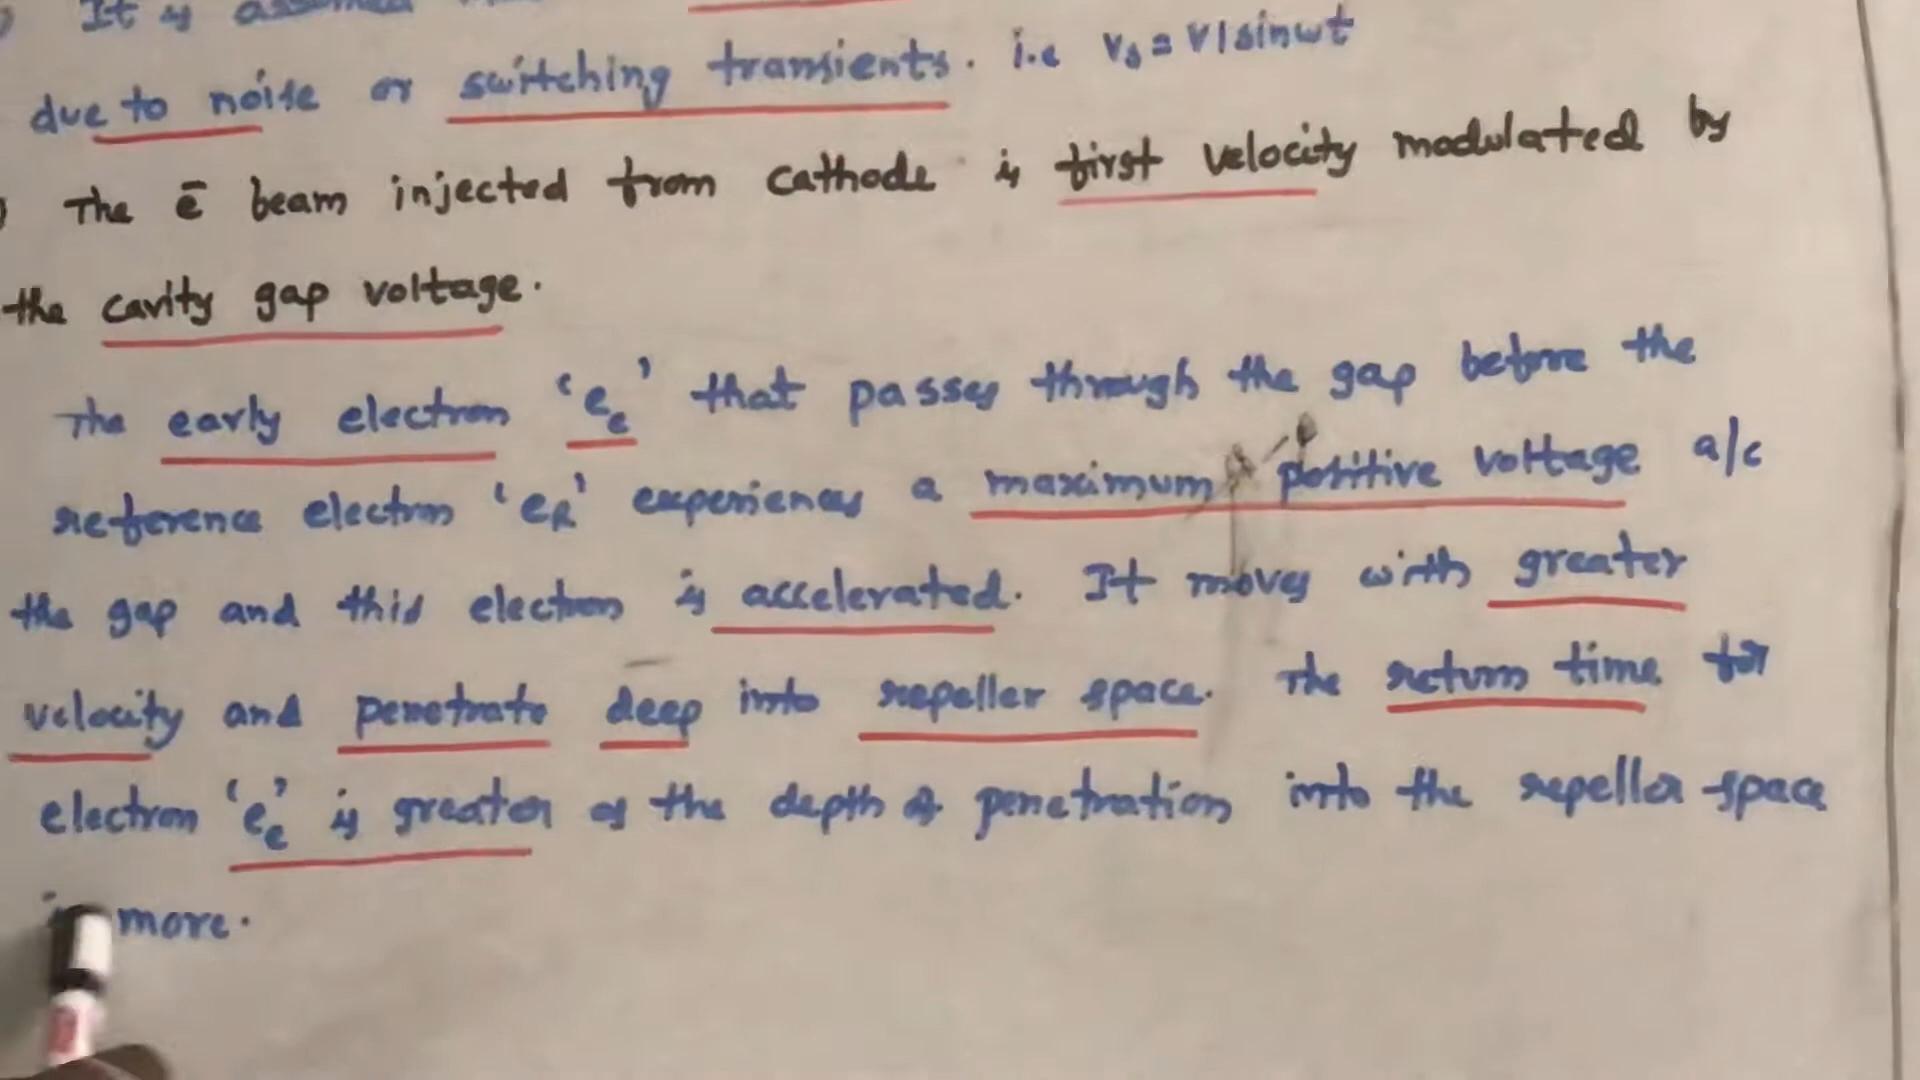 It is assumed
due to noise or switching transients. i.e Vs = V1sinωt
The ē beam injected from cathode is first velocity modulated by
the cavity gap voltage.
The early electron 'ee' that passes through the gap before the
reference electron 'eR' experiences a maximum positive voltage a/c
the gap and this electron is accelerated. It moves with greater
velocity and penetrate deep into repeller space. The return time for
electron 'ee' is greater as the depth of penetration into the repeller space
more.